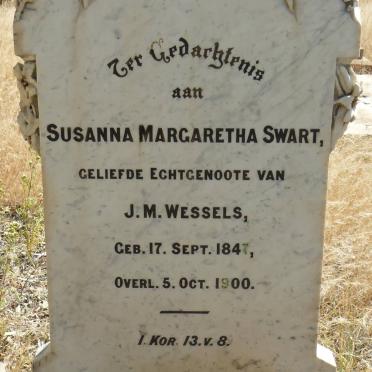 Ter Gedachtenis
aan
SUSANNA MARGARETHA SWART,
GELIEFDE ECHTGENOOTE VAN
J.M. WESSELS,
GEB. 17. SEPT. 1847,
OVERL. 5. OCT. 1900.
I. KOR. 13. v. 8.